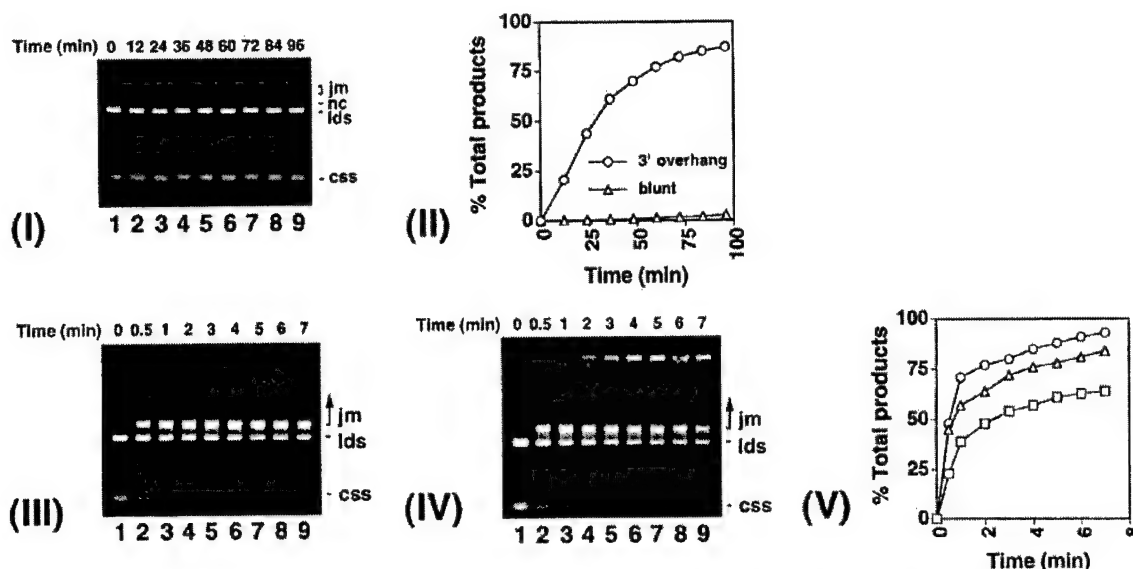 Time (min) 0 12 24 36 48 60 72 84 96
jm
nc
lds
css
1 2 3 4 5 6 7 8 9
(I)
100
75
50
25
0
% Total products
3' overhang
blunt
0 25 50 75 100
Time (min)
(II)
Time (min) 0 0.5 1 2 3 4 5 6 7
jm
lds
css
1 2 3 4 5 6 7 8 9
(III)
Time (min) 0 0.5 1 2 3 4 5 6 7
jm
lds
css
1 2 3 4 5 6 7 8 9
(IV)
100
75
50
25
0
% Total products
0 2 4 6 8
Time (min)
(V)